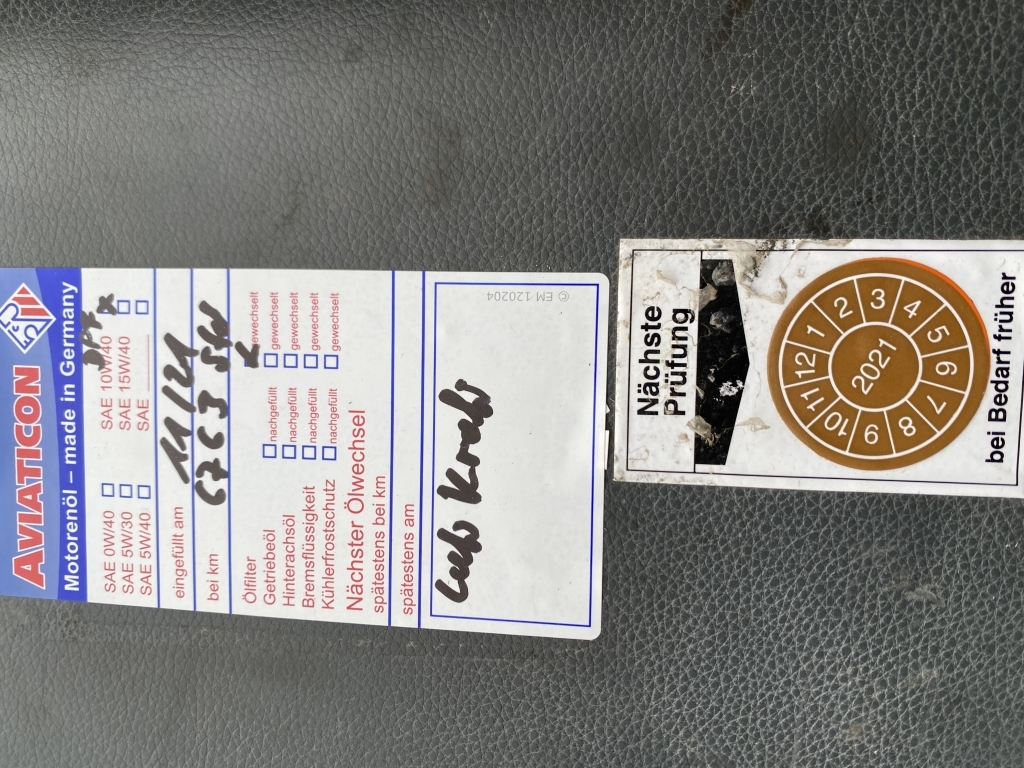 AVIATICON
Motorenöl – made in Germany
DPF
SAE 0W/40 SAE 10W/40 x
SAE 5W/30 SAE 15W/40
SAE 5W/40 SAE
eingefüllt am 11/21
bei km 6763
Ölfilter gewechselt
Getriebeöl nachgefüllt gewechselt
Hinterachsöl nachgefüllt gewechselt
Bremsflüssigkeit nachgefüllt gewechselt
Kühlerfrostschutz nachgefüllt gewechselt
Nächster Ölwechsel
spätestens bei km
spätestens am
© EM 120204
Nächste
Prüfung
1 2 3 4 5 6 7 8 9 10 11 12
2021
bei Bedarf früher